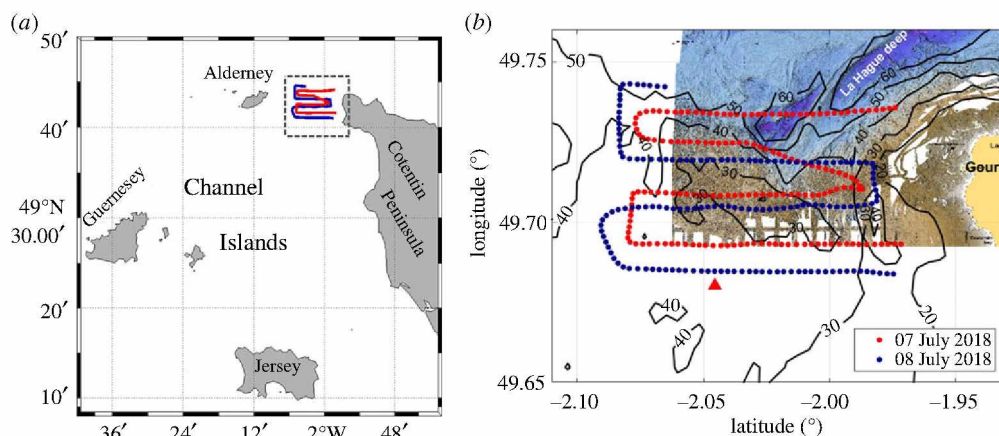 (a)
50′
40′
49°N
30.00′
20′
10′
36′
24′
12′
2°W
48′
Alderney
Guernesey
Channel
Islands
Cotentin
Peninsula
Jersey
(b)
longitude (°)
49.75
49.70
49.65
–2.10
–2.05
–2.00
–1.95
latitude (°)
La Hague deep
Gour
50
40
40
60
50
40
60
50
40
30
20
30
30
40
30
40
40
30
20
07 July 2018
08 July 2018